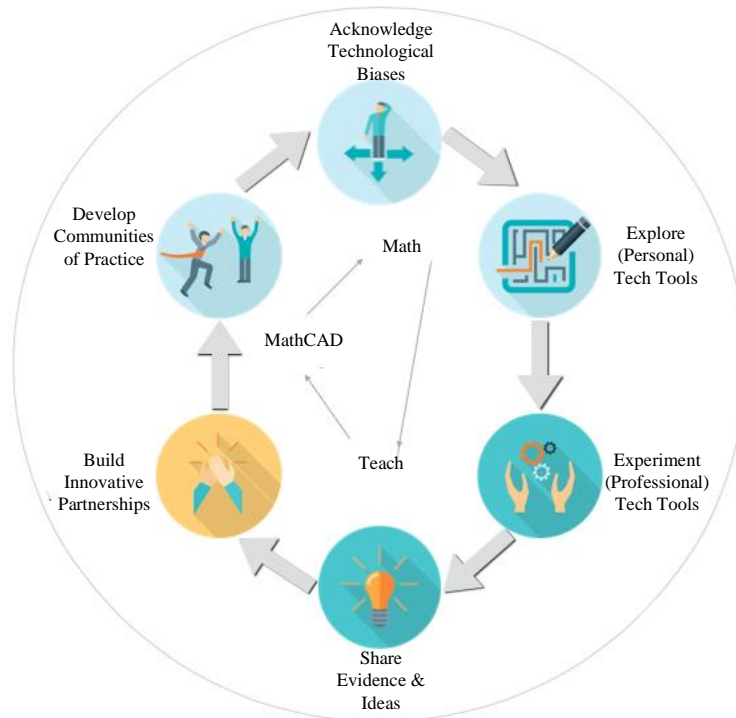 Acknowledge
Technological
Biases
Develop
Communities
of Practice
Math
Explore
(Personal)
Tech Tools
MathCAD
Build
Innovative
Partnerships
Teach
Experiment
(Professional)
Tech Tools
Share
Evidence &
Ideas